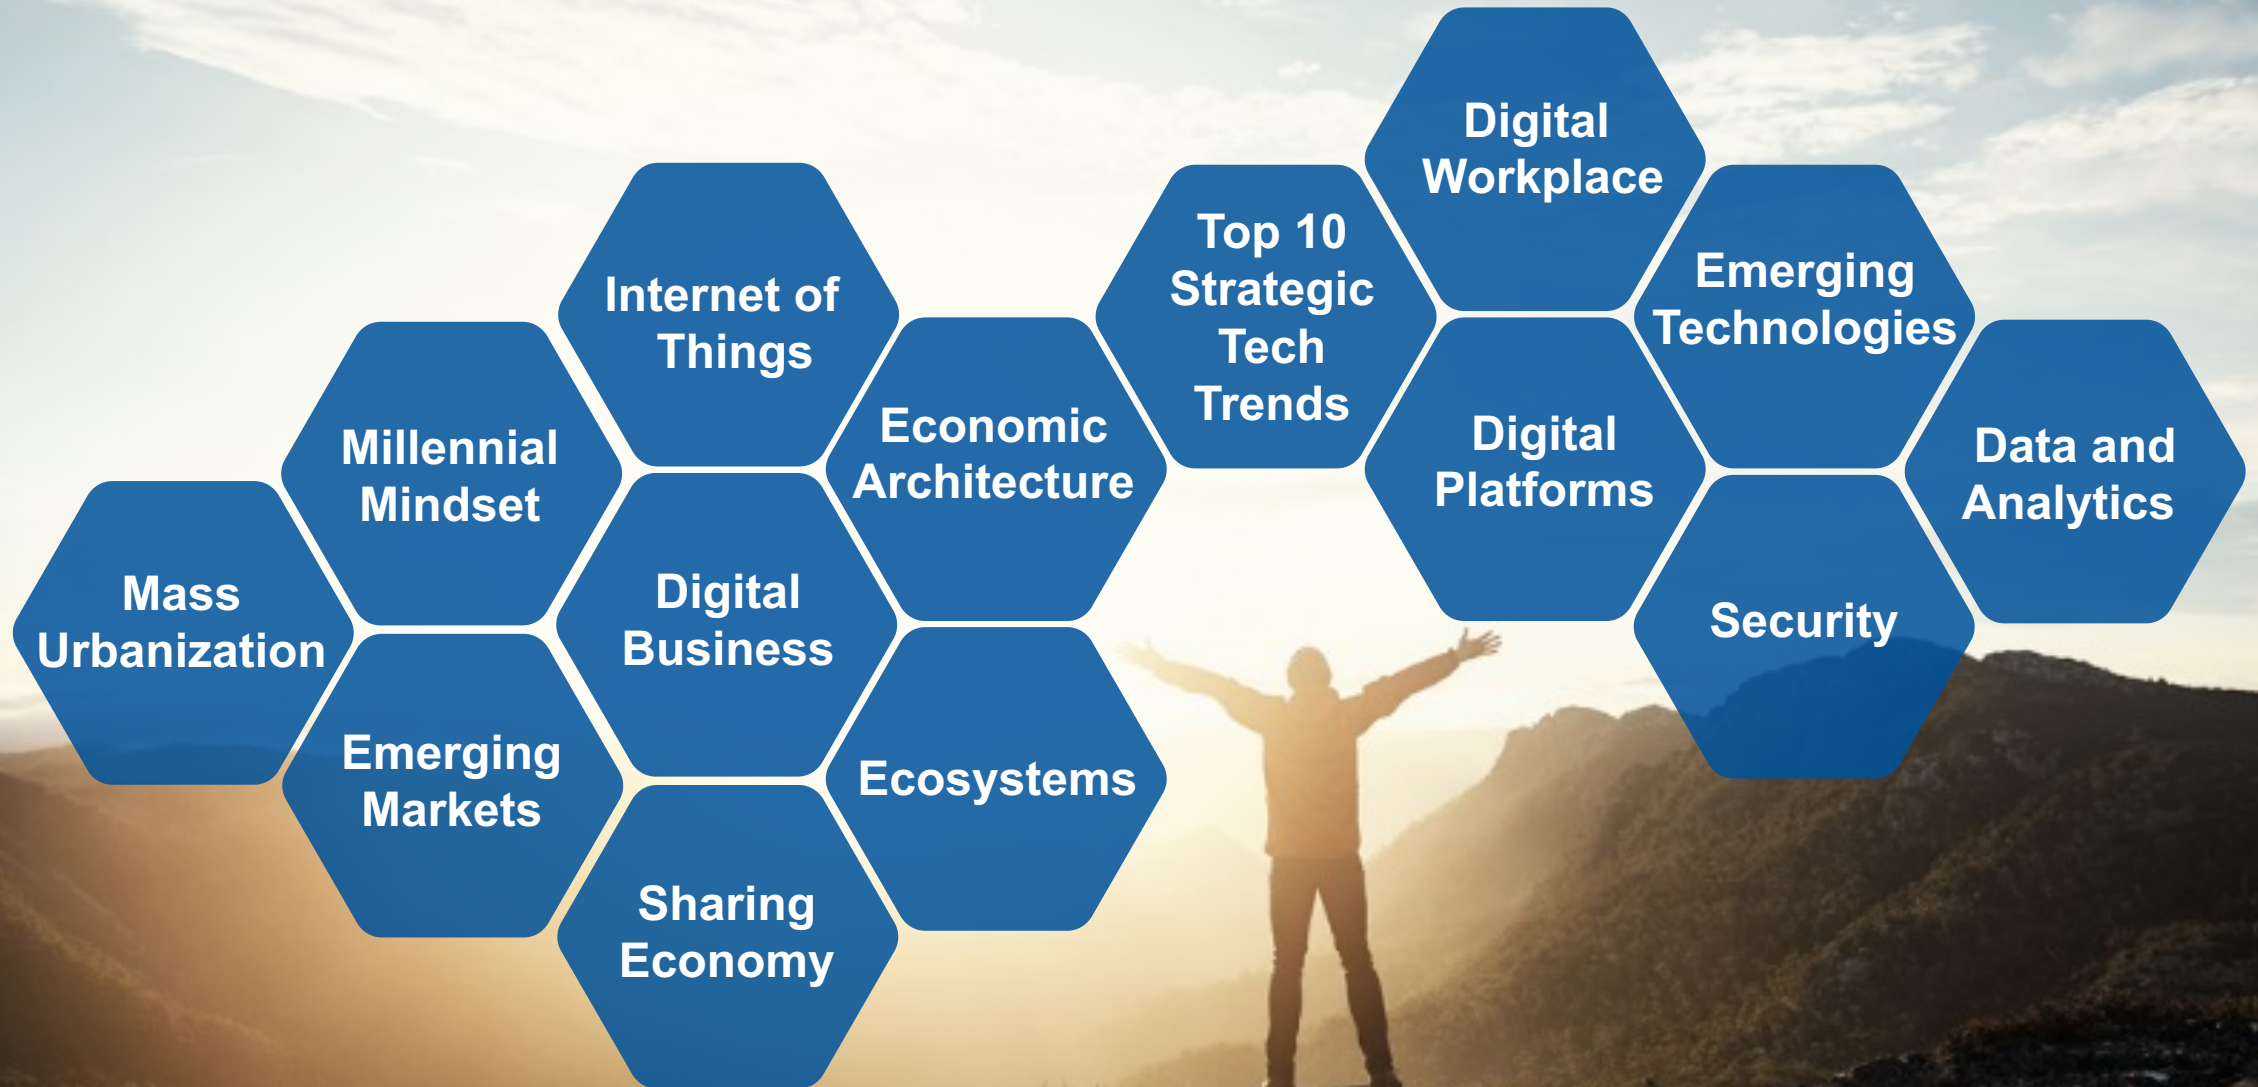 Digital
Workplace
Top 10
Strategic
Tech
Trends
Emerging
Technologies
Internet of
Things
Economic
Architecture
Digital
Platforms
Data and
Analytics
Millennial
Mindset
Mass
Urbanization
Digital
Business
Security
Emerging
Markets
Ecosystems
Sharing
Economy